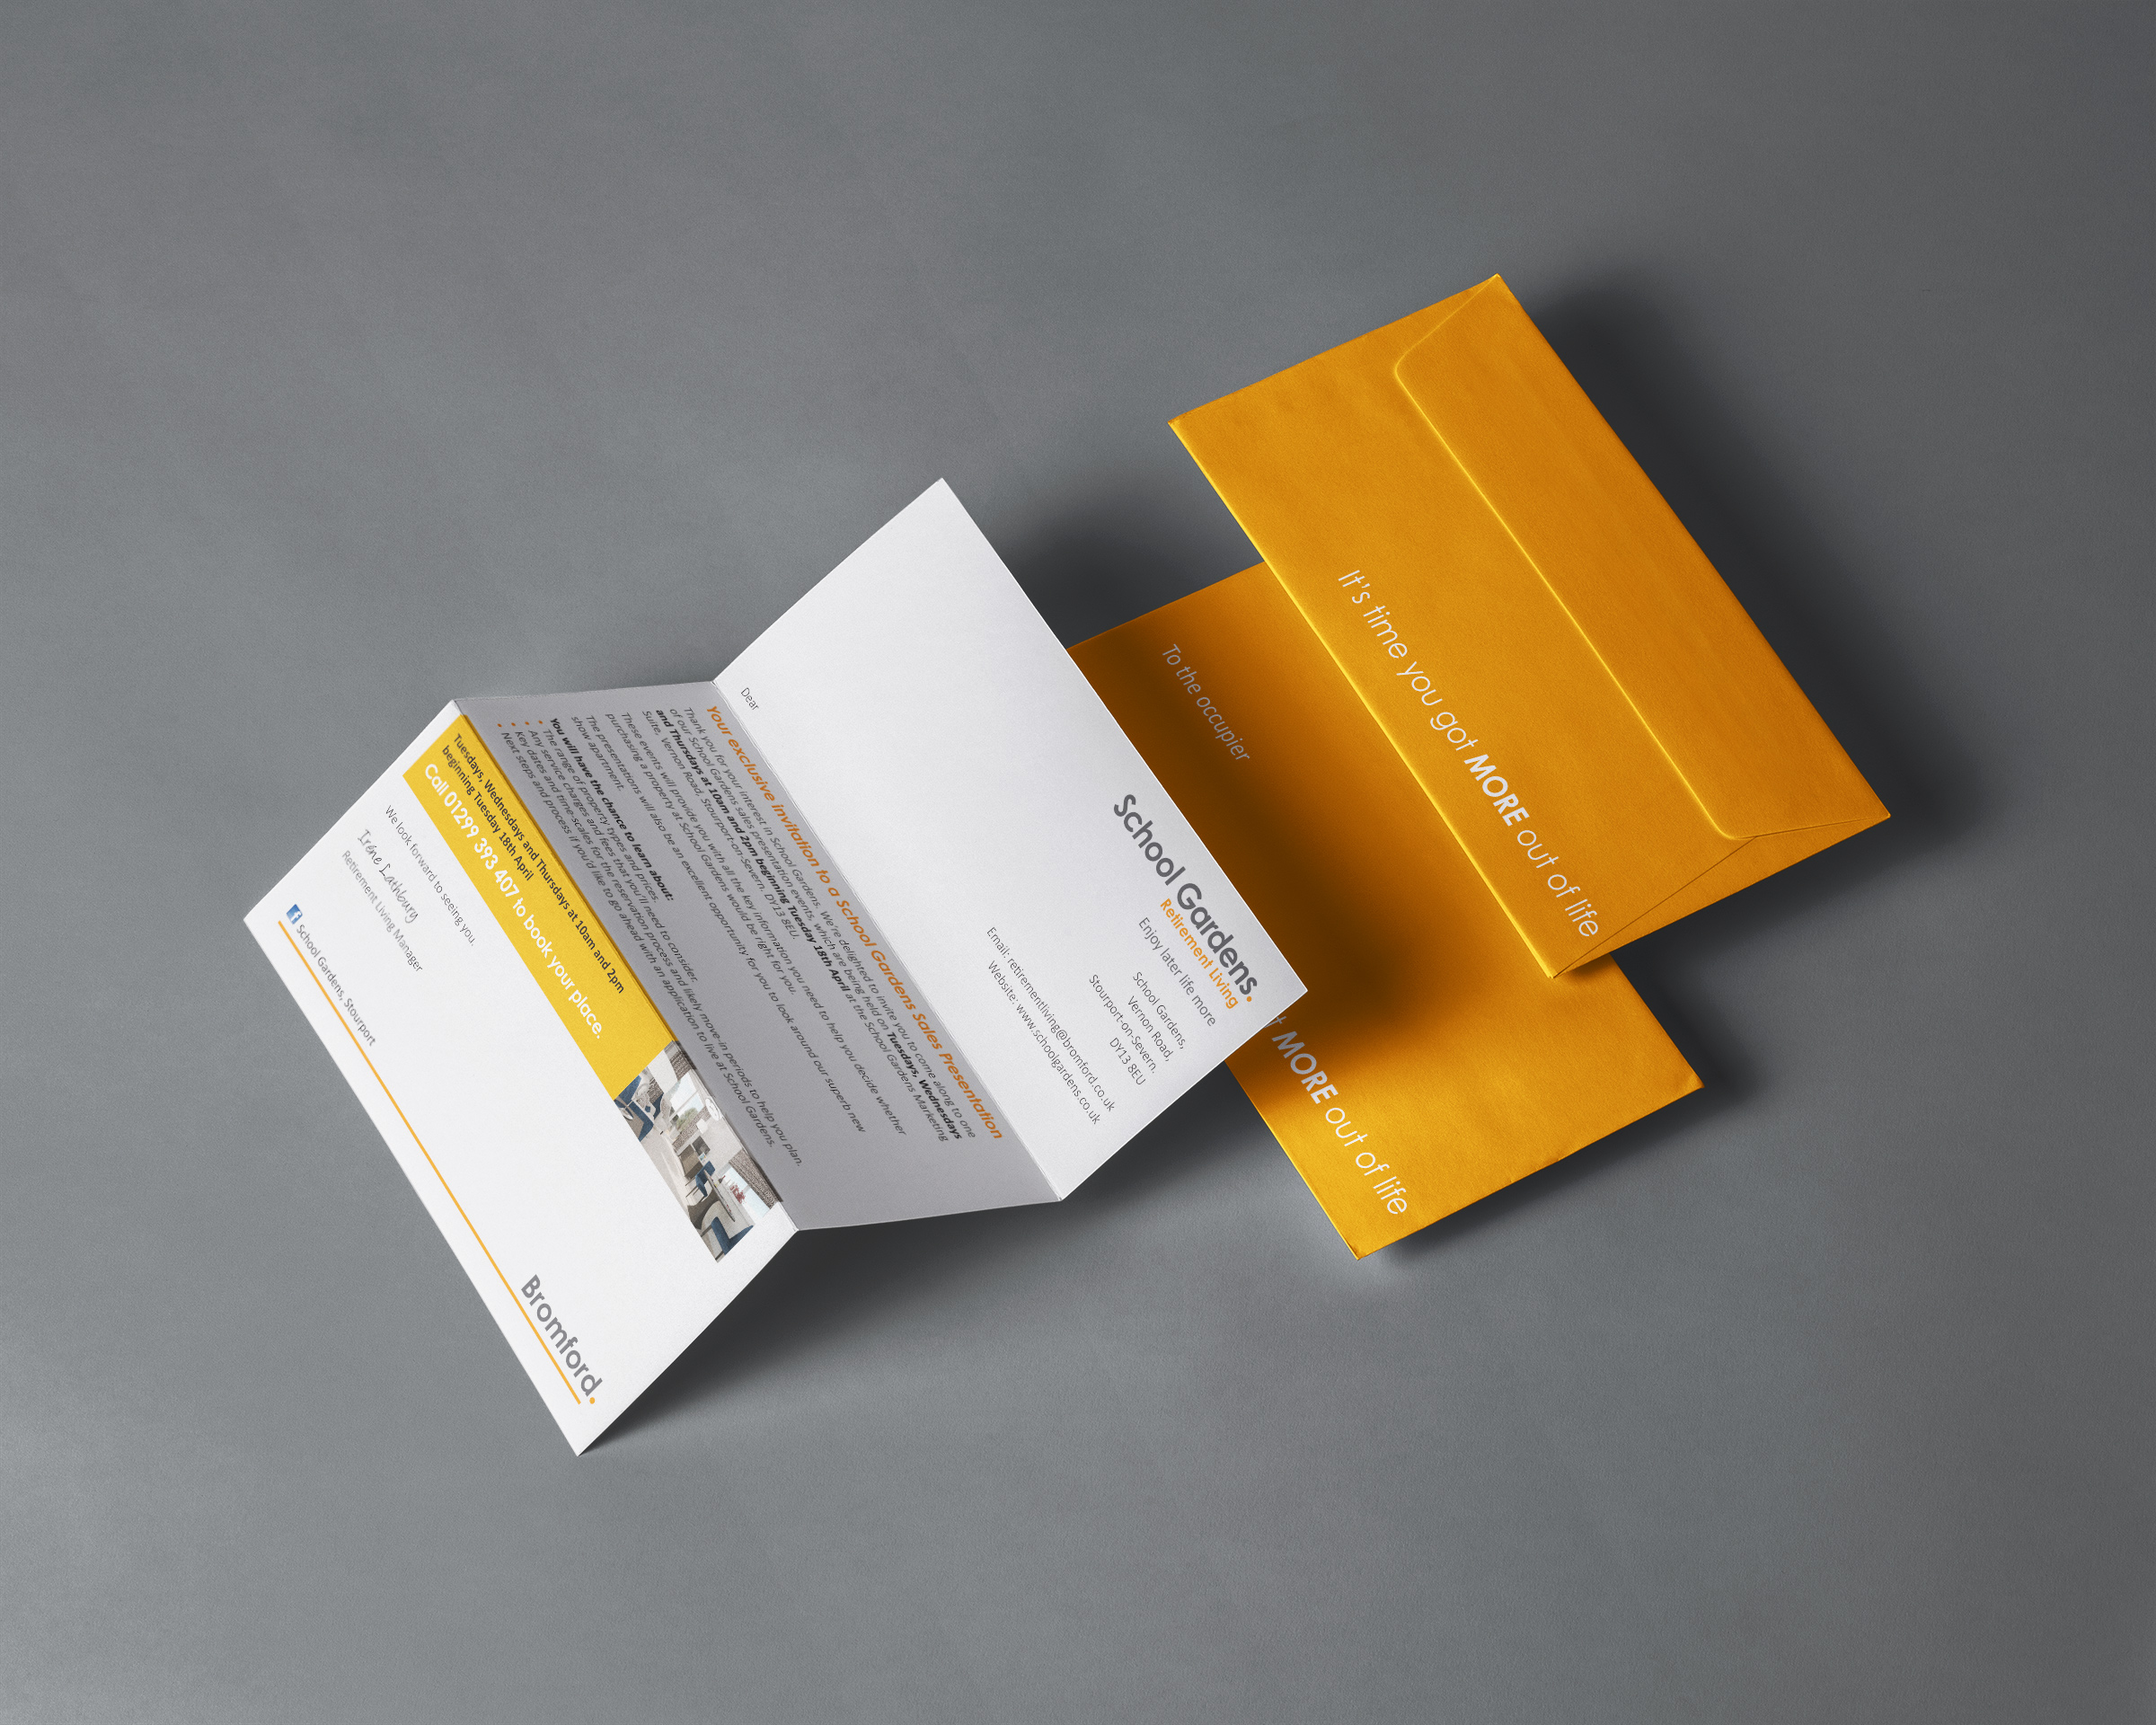 School Gardens.
Retirement Living
Enjoy later life more
School Gardens,
Vernon Road,
Stourport-on-Severn.
DY13 8EU
Email: retirementliving@bromford.co.uk
Website: www.schoolgardens.co.uk
Dear
Your exclusive invitation to a School Gardens Sales Presentation
Thank you for your interest in School Gardens. We're delighted to invite you to come along to one
of our School Gardens sales presentation events, which are being held on Tuesdays, Wednesdays
and Thursdays at 10am and 2pm beginning Tuesday 18th April at the School Gardens Marketing
Suite, Vernon Road, Stourport-on-Severn. DY13 8EU.
These events will provide you with all the key information you need to help you decide whether
purchasing a property at School Gardens would be right for you.
The presentations will also be an excellent opportunity for you to look around our superb new
show apartment.
You will have the chance to learn about:
• The range of property types and prices.
• Any service charges and fees that you'll need to consider.
• Key dates and time-scales for the reservation process and likely move-in periods to help you plan.
• Next steps and process if you'd like to go ahead with an application to live at School Gardens.
Tuesdays, Wednesdays and Thursdays at 10am and 2pm
beginning Tuesday 18th April
Call 01299 393 407 to book your place.
We look forward to seeing you.
Irene Lathbury
Retirement Living Manager
f School Gardens, Stourport
Bromford.
To the occupier
t MORE out of life
It's time you got MORE out of life